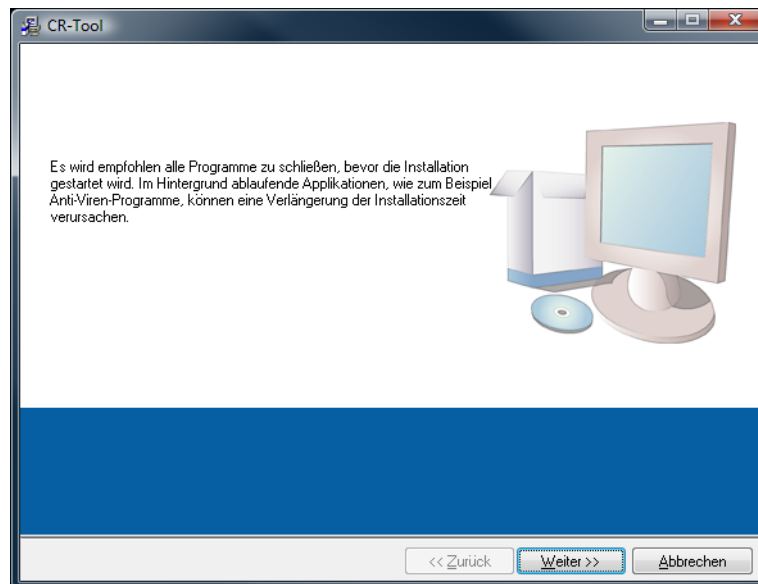 CR-Tool
Es wird empfohlen alle Programme zu schließen, bevor die Installation
gestartet wird. Im Hintergrund ablaufende Applikationen, wie zum Beispiel
Anti-Viren-Programme, können eine Verlängerung der Installationszeit
verursachen.
<< Zurück Weiter >> Abbrechen